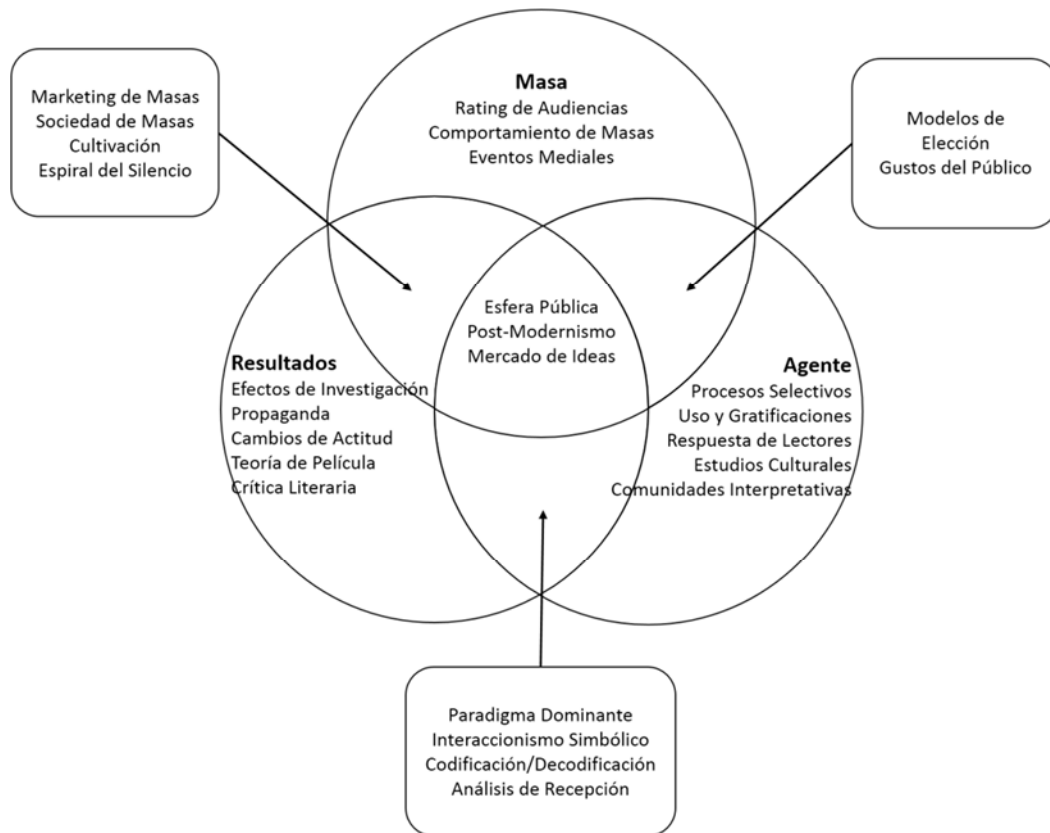 Marketing de Masas
Sociedad de Masas
Cultivación
Espiral del Silencio
Masa
Rating de Audiencias
Comportamiento de Masas
Eventos Mediales
Modelos de
Elección
Gustos del Público
Esfera Pública
Post-Modernismo
Mercado de Ideas
Resultados
Efectos de Investigación
Propaganda
Cambios de Actitud
Teoría de Película
Crítica Literaria
Agente
Procesos Selectivos
Uso y Gratificaciones
Respuesta de Lectores
Estudios Culturales
Comunidades Interpretativas
Paradigma Dominante
Interaccionismo Simbólico
Codificación/Decodificación
Análisis de Recepción